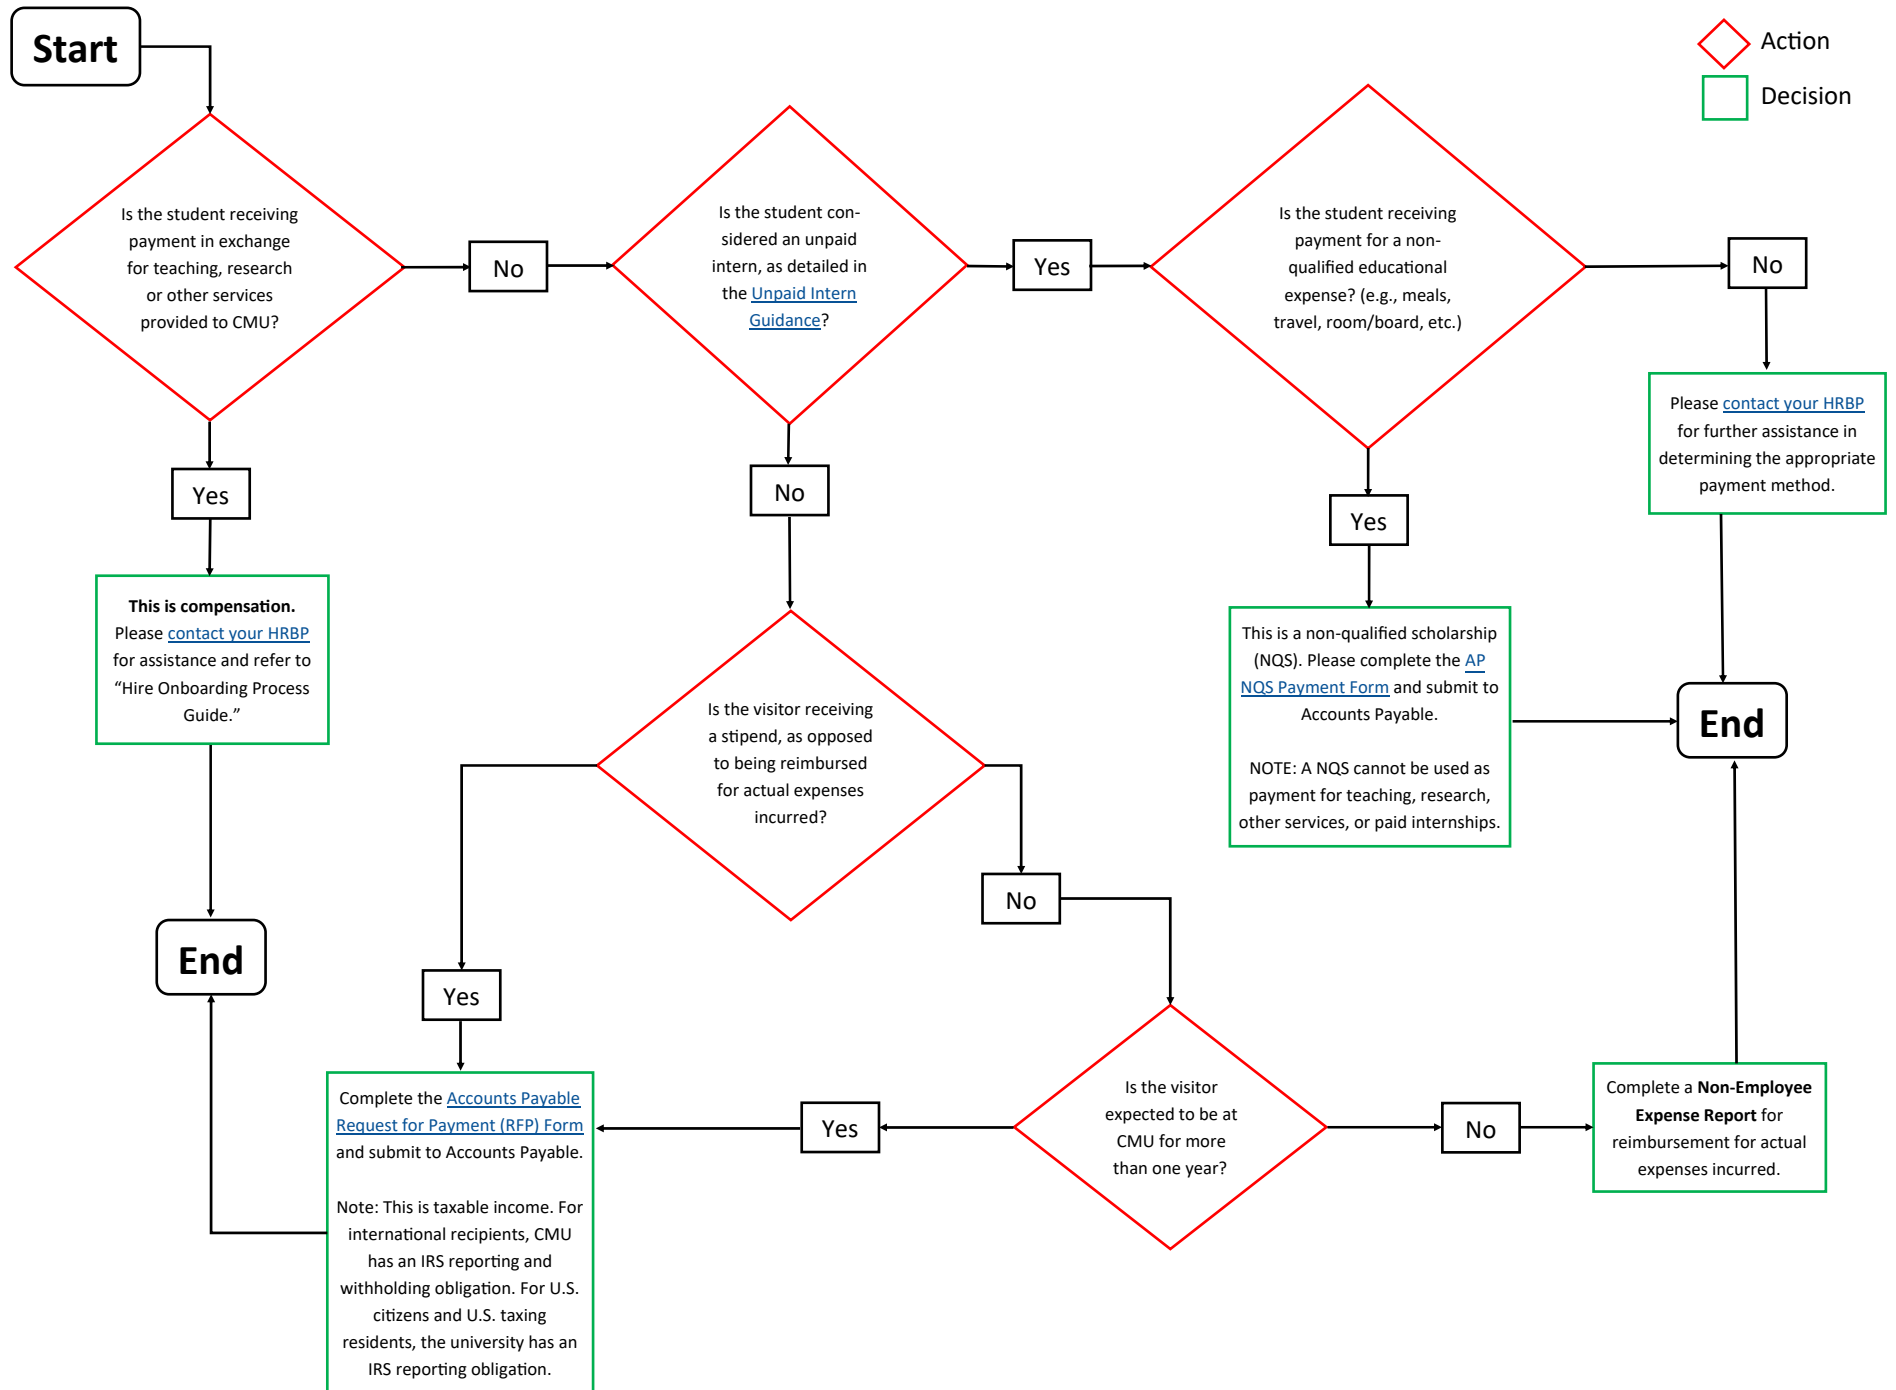 Start
Action
Decision
Is the student receiving
payment in exchange
for teaching, research
or other services
provided to CMU?
No
Is the student con-
sidered an unpaid
intern, as detailed in
the Unpaid Intern
Guidance?
Yes
Is the student receiving
payment for a non-
qualified educational
expense? (e.g., meals,
travel, room/board, etc.)
No
Please contact your HRBP
for further assistance in
determining the appropriate
payment method.
Yes
No
Yes
This is compensation.
Please contact your HRBP
for assistance and refer to
“Hire Onboarding Process
Guide.”
This is a non-qualified scholarship
(NQS). Please complete the AP
NQS Payment Form and submit to
Accounts Payable.
NOTE: A NQS cannot be used as
payment for teaching, research,
other services, or paid internships.
End
Is the visitor receiving
a stipend, as opposed
to being reimbursed
for actual expenses
incurred?
No
End
Yes
Complete the Accounts Payable
Request for Payment (RFP) Form
and submit to Accounts Payable.
Note: This is taxable income. For
international recipients, CMU
has an IRS reporting and
withholding obligation. For U.S.
citizens and U.S. taxing
residents, the university has an
IRS reporting obligation.
Yes
Is the visitor
expected to be at
CMU for more
than one year?
No
Complete a Non-Employee
Expense Report for
reimbursement for actual
expenses incurred.